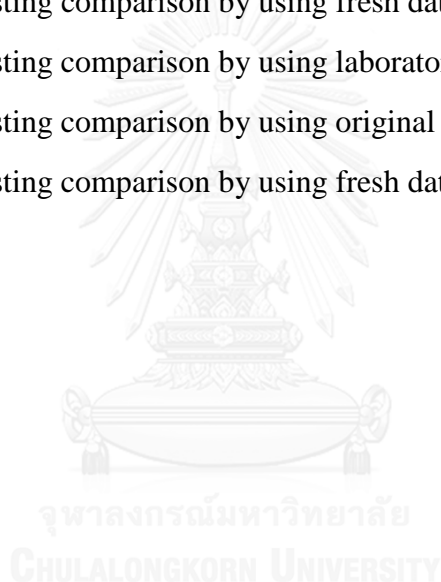 sting comparison by using fresh dat
sting comparison by using laborator
sting comparison by using original
sting comparison by using fresh dat
จุฬาลงกรณ์มหาวิทยาลัย
CHULALONGKORN UNIVERSITY